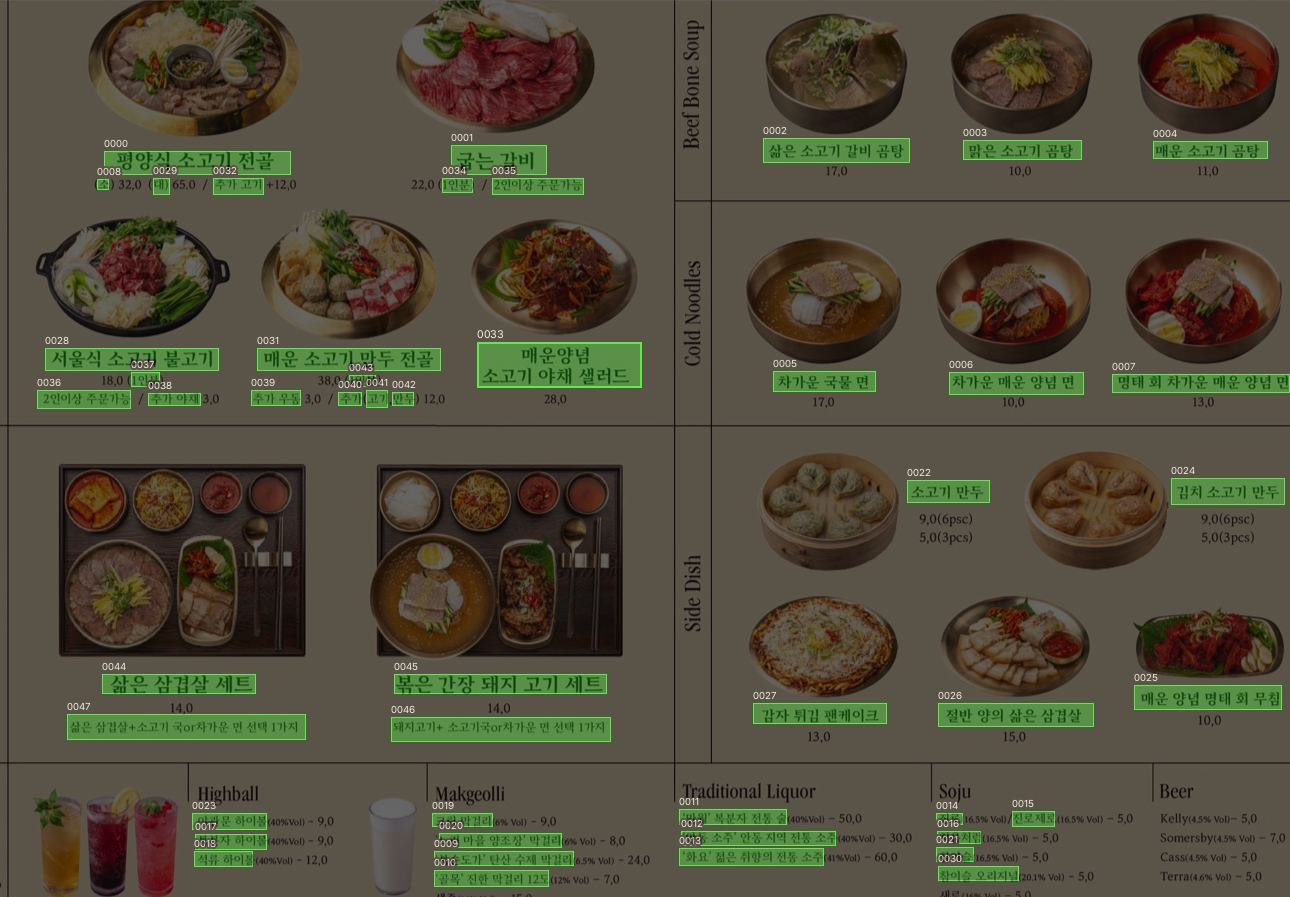 0000
평양식 소고기 전골
0008 0029 0032
(소) 32,0 (대) 65,0 / 추가 고기 +12,0
0001
굽는 갈비
0034 0035
22,0 (1인분) / 2인이상 주문가능
0028
서울식 소고기 불고기
0037
18,0 (1인분)
0036 0038
2인이상 주문가능 / 추가 야채 3,0
0031
매운 소고기 만두 전골
0043
38,0
0039 0040 0041 0042
추가 우동 3,0 / 추가(고기,만두) 12,0
0033
매운양념
소고기 야채 샐러드
28,0
Beef Bone Soup
0002
삶은 소고기 갈비 곰탕
17,0
0003
맑은 소고기 곰탕
10,0
0004
매운 소고기 곰탕
11,0
Cold Noodles
0005
차가운 국물 면
17,0
0006
차가운 매운 양념 면
10,0
0007
명태 회 차가운 매운 양념 면
13,0
0044
삶은 삼겹살 세트
14,0
0047
삶은 삼겹살+소고기 국or차가운 면 선택 1가지
0045
볶은 간장 돼지 고기 세트
14,0
0046
돼지고기+ 소고기국or차가운 면 선택 1가지
Side Dish
0022
소고기 만두
9,0(6psc)
5,0(3pcs)
0024
김치 소고기 만두
9,0(6psc)
5,0(3pcs)
0027
감자 튀김 팬케이크
13,0
0026
절반 양의 삶은 삼겹살
15,0
0025
매운 양념 명태 회 무침
10,0
Highball
0023
하이볼(40%Vol) - 9,0
0017
하이볼(40%Vol) - 9,0
0018
석류 하이볼(40%Vol) - 12,0
Makgeolli
0019
막걸리( 6% Vol) - 9,0
0020
마을 양조장' 막걸리(6% Vol) - 8,0
0009
탄산 수제 막걸리(6.5% Vol) - 24,0
0010
'골목' 진한 막걸리 12도(12% Vol) - 7,0
Traditional Liquor
0011
복분자 전통 술(40%Vol) - 50,0
0012
소주' 안동 지역 전통 소주(40%Vol) - 30,0
0013
'화요' 젊은 취향의 전통 소주(41%Vol) - 60,0
Soju
0014 0015
(16.5% Vol)/진로제로(16.5% Vol) - 5,0
0016
처럼(16.5% Vol) - 5,0
0021
(16.5% Vol) - 5,0
0030
참이슬 오리지널(20.1% Vol) - 5,0
새로(16% Vol) - 5,0
Beer
Kelly(4.5% Vol) - 5,0
Somersby(4.5% Vol) - 7,0
Cass(4.5% Vol) - 5,0
Terra(4.6% Vol) - 5,0